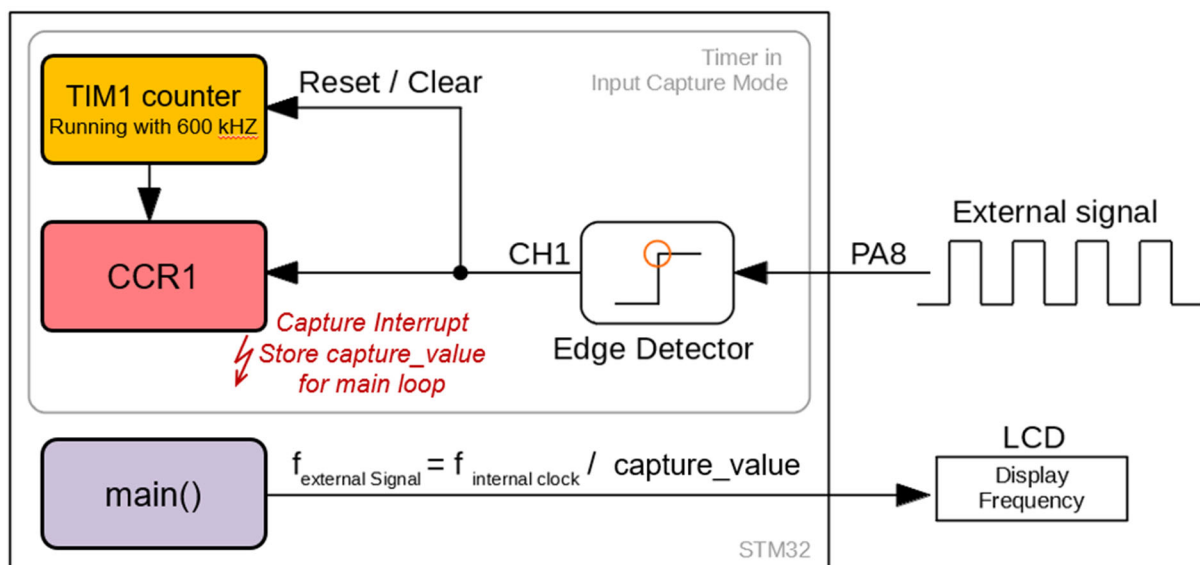 Timer in
Input Capture Mode
TIM1 counter
Running with 600 kHZ
Reset / Clear
External signal
CH1
PA8
CCR1
Capture Interrupt
Store capture_value
for main loop
Edge Detector
LCD
main()
f external Signal = f internal clock / capture_value
Display
Frequency
STM32